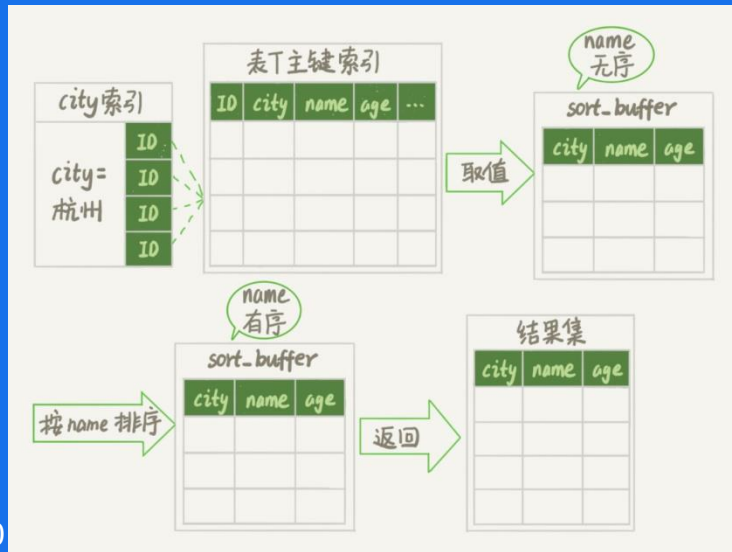 city索引
city=
杭州
ID
ID
ID
ID
表T主键索引
ID city name age ...
取值
name
无序
sort_buffer
city name age
按name排序
name
有序
sort_buffer
city name age
返回
结果集
city name age